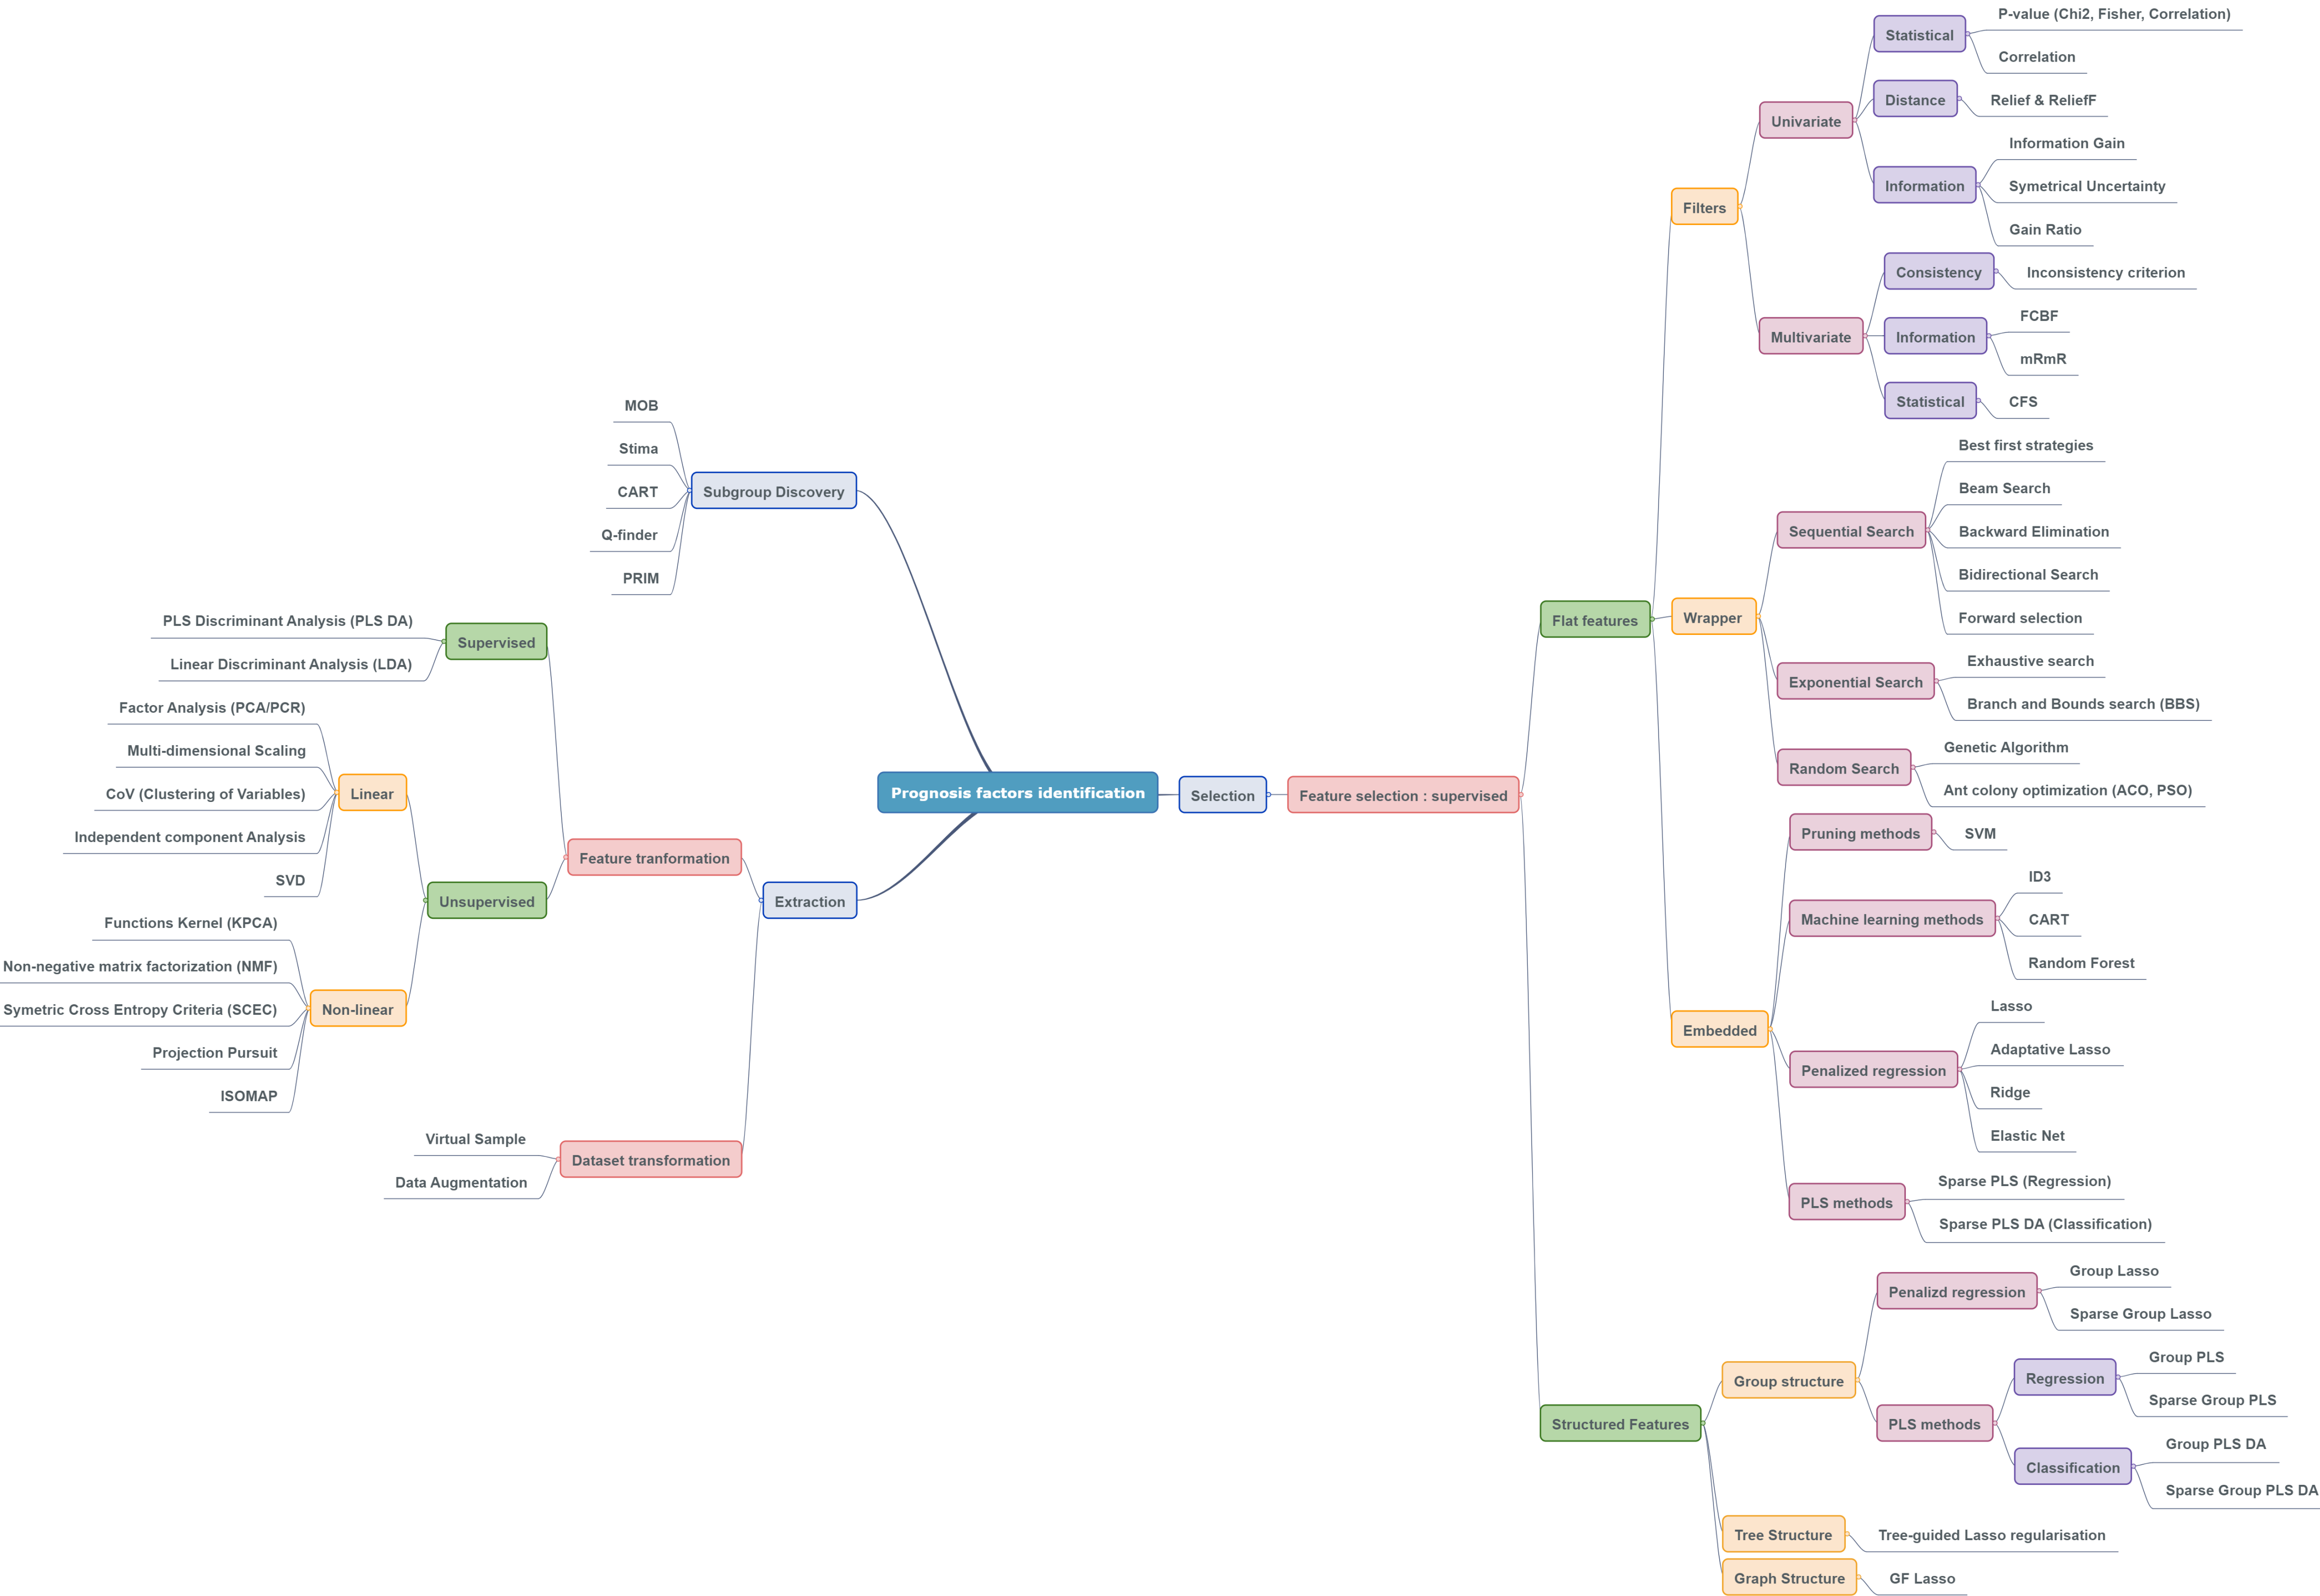 Prognosis factors identification
Subgroup Discovery
MOB
Stima
CART
Q-finder
PRIM
Extraction
Feature tranformation
Supervised
PLS Discriminant Analysis (PLS DA)
Linear Discriminant Analysis (LDA)
Unsupervised
Linear
Factor Analysis (PCA/PCR)
Multi-dimensional Scaling
CoV (Clustering of Variables)
Independent component Analysis
SVD
Non-linear
Functions Kernel (KPCA)
Non-negative matrix factorization (NMF)
Symetric Cross Entropy Criteria (SCEC)
Projection Pursuit
ISOMAP
Dataset transformation
Virtual Sample
Data Augmentation
Selection
Feature selection : supervised
Flat features
Filters
Univariate
Statistical
P-value (Chi2, Fisher, Correlation)
Correlation
Distance
Relief & ReliefF
Information
Information Gain
Symetrical Uncertainty
Gain Ratio
Multivariate
Consistency
Inconsistency criterion
Information
FCBF
mRmR
Statistical
CFS
Wrapper
Sequential Search
Best first strategies
Beam Search
Backward Elimination
Bidirectional Search
Forward selection
Exponential Search
Exhaustive search
Branch and Bounds search (BBS)
Random Search
Genetic Algorithm
Ant colony optimization (ACO, PSO)
Embedded
Pruning methods
SVM
Machine learning methods
ID3
CART
Random Forest
Penalized regression
Lasso
Adaptative Lasso
Ridge
Elastic Net
PLS methods
Sparse PLS (Regression)
Sparse PLS DA (Classification)
Structured Features
Group structure
Penalizd regression
Group Lasso
Sparse Group Lasso
PLS methods
Regression
Group PLS
Sparse Group PLS
Classification
Group PLS DA
Sparse Group PLS DA
Tree Structure
Tree-guided Lasso regularisation
Graph Structure
GF Lasso